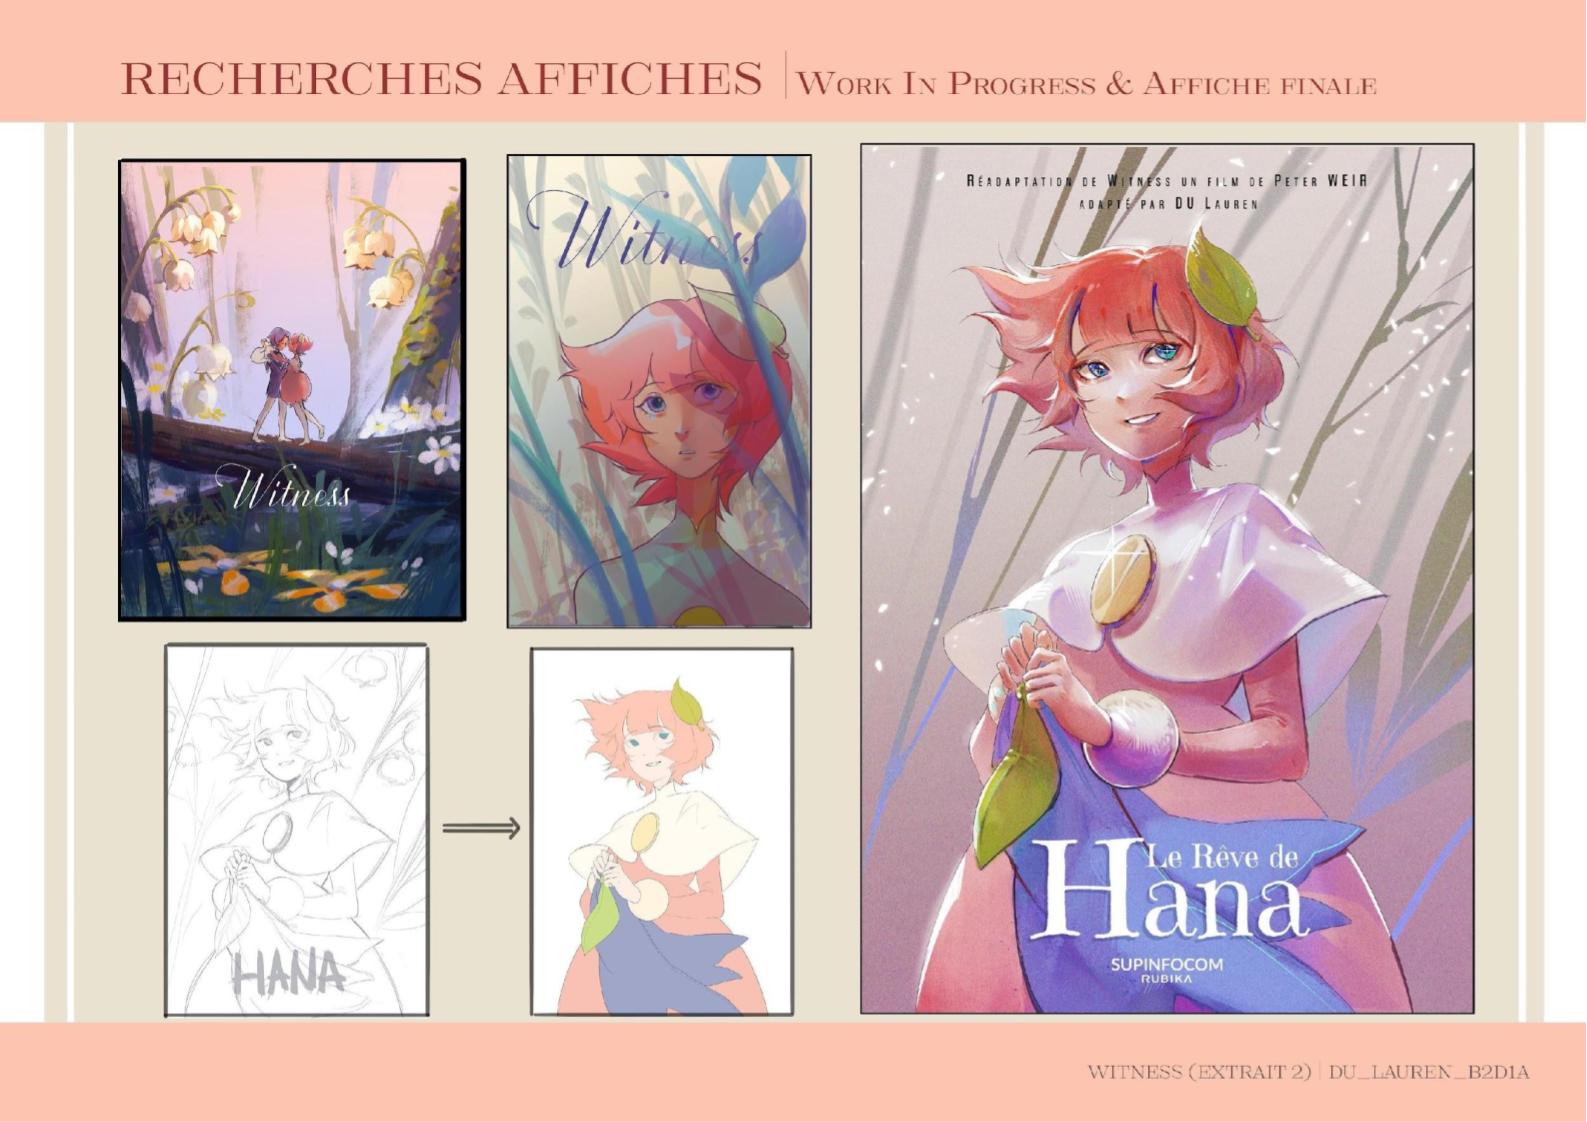 RECHERCHES AFFICHES | WORK IN PROGRESS & AFFICHE FINALE
Witness
Witness
HANA
RÉADAPTATION DE WITNESS UN FILM DE PETER WEIR
ADAPTÉ PAR DU LAUREN
Le Rêve de
Hana
SUPINFOCOM
RUBIKA
WITNESS (EXTRAIT 2) | DU_LAUREN_B2D1A